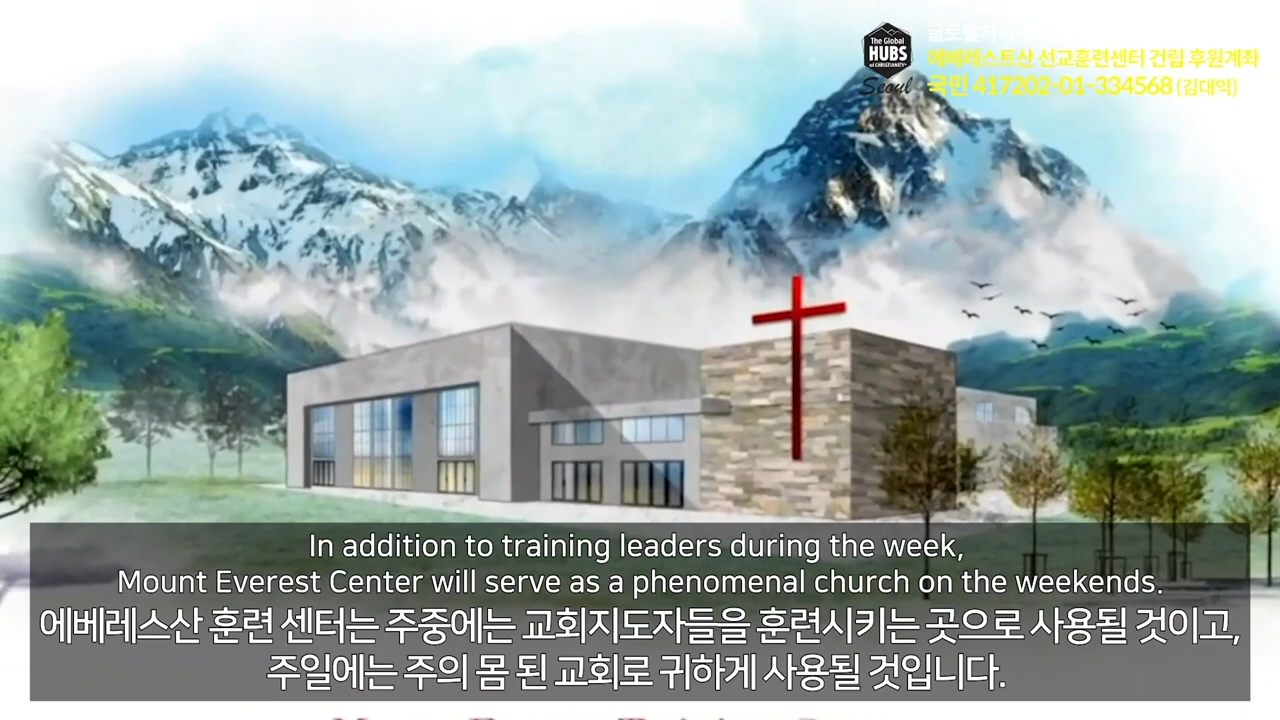 The Global
HUBS
of CHRISTIANITY
Seoul
에베레스트산 선교훈련센터 건립 후원계좌
국민 417202-01-334568 (김대억)
In addition to training leaders during the week,
Mount Everest Center will serve as a phenomenal church on the weekends.
에베레스산 훈련 센터는 주중에는 교회지도자들을 훈련시키는 곳으로 사용될 것이고,
주일에는 주의 몸 된 교회로 귀하게 사용될 것입니다.